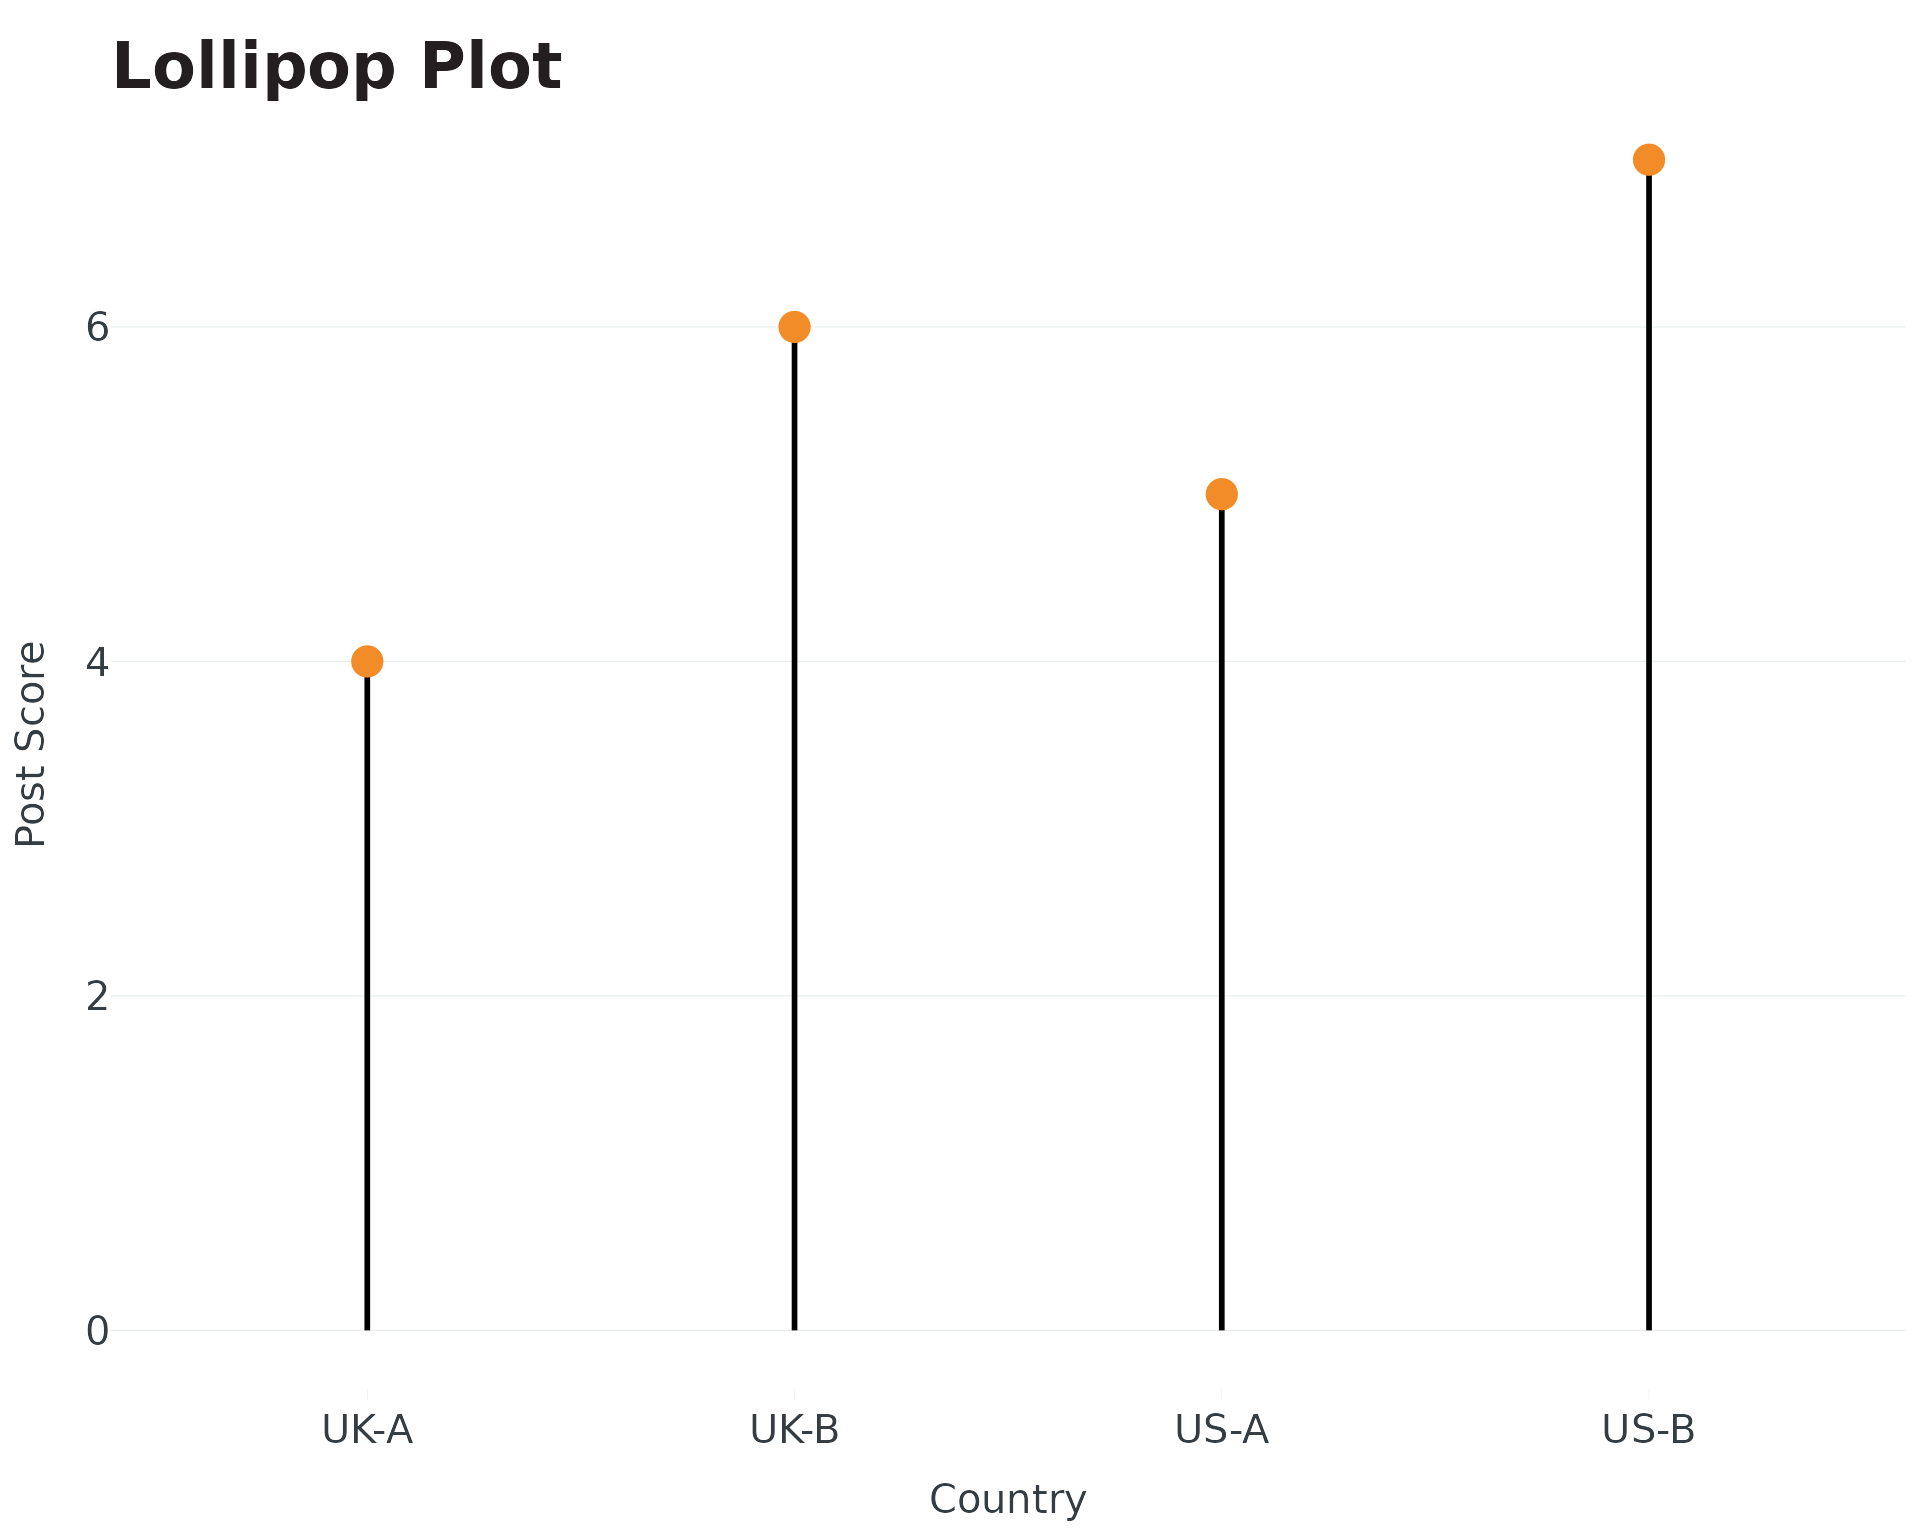 Lollipop Plot
6
4
2
0
Post Score
UK-A UK-B US-A US-B
Country